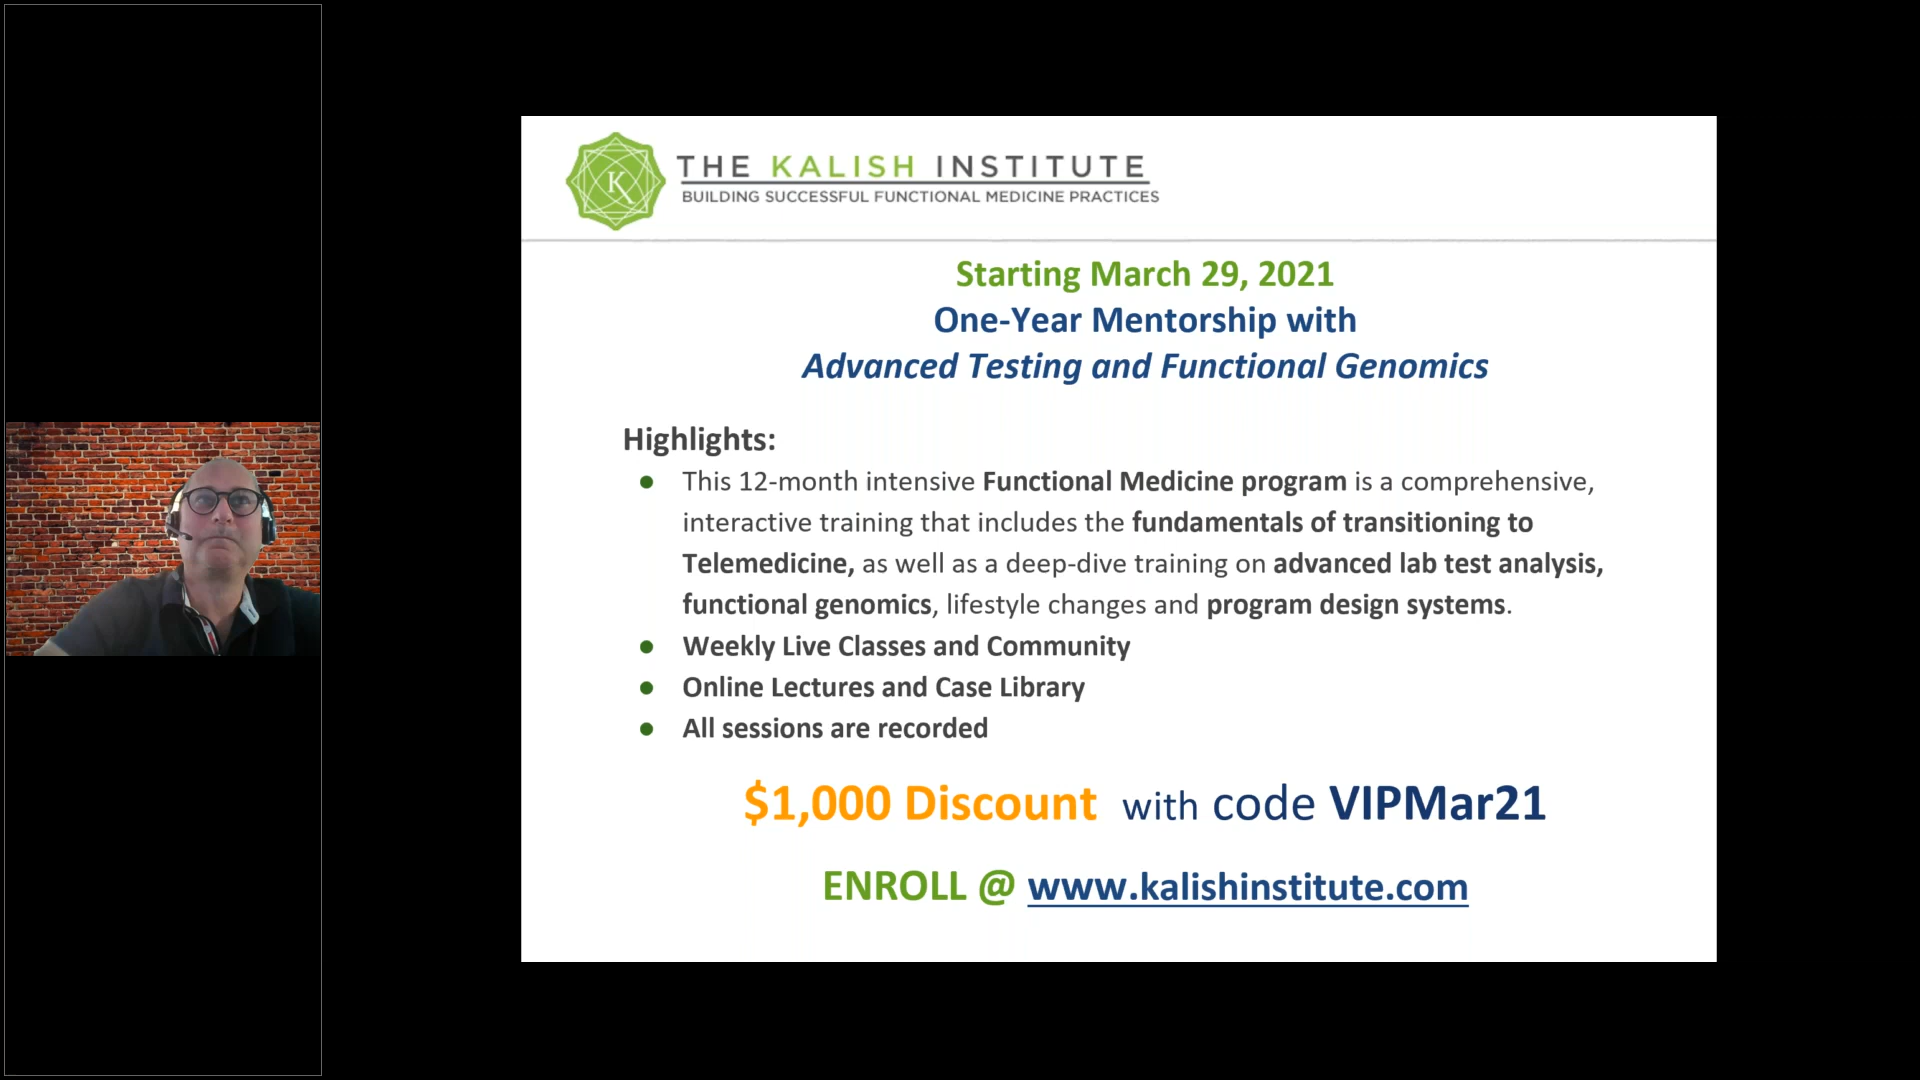 K
THE KALISH INSTITUTE
BUILDING SUCCESSFUL FUNCTIONAL MEDICINE PRACTICES
Starting March 29, 2021
One-Year Mentorship with
Advanced Testing and Functional Genomics
Highlights:
● This 12-month intensive Functional Medicine program is a comprehensive,
interactive training that includes the fundamentals of transitioning to
Telemedicine, as well as a deep-dive training on advanced lab test analysis,
functional genomics, lifestyle changes and program design systems.
● Weekly Live Classes and Community
● Online Lectures and Case Library
● All sessions are recorded
$1,000 Discount with code VIPMar21
ENROLL @ www.kalishinstitute.com